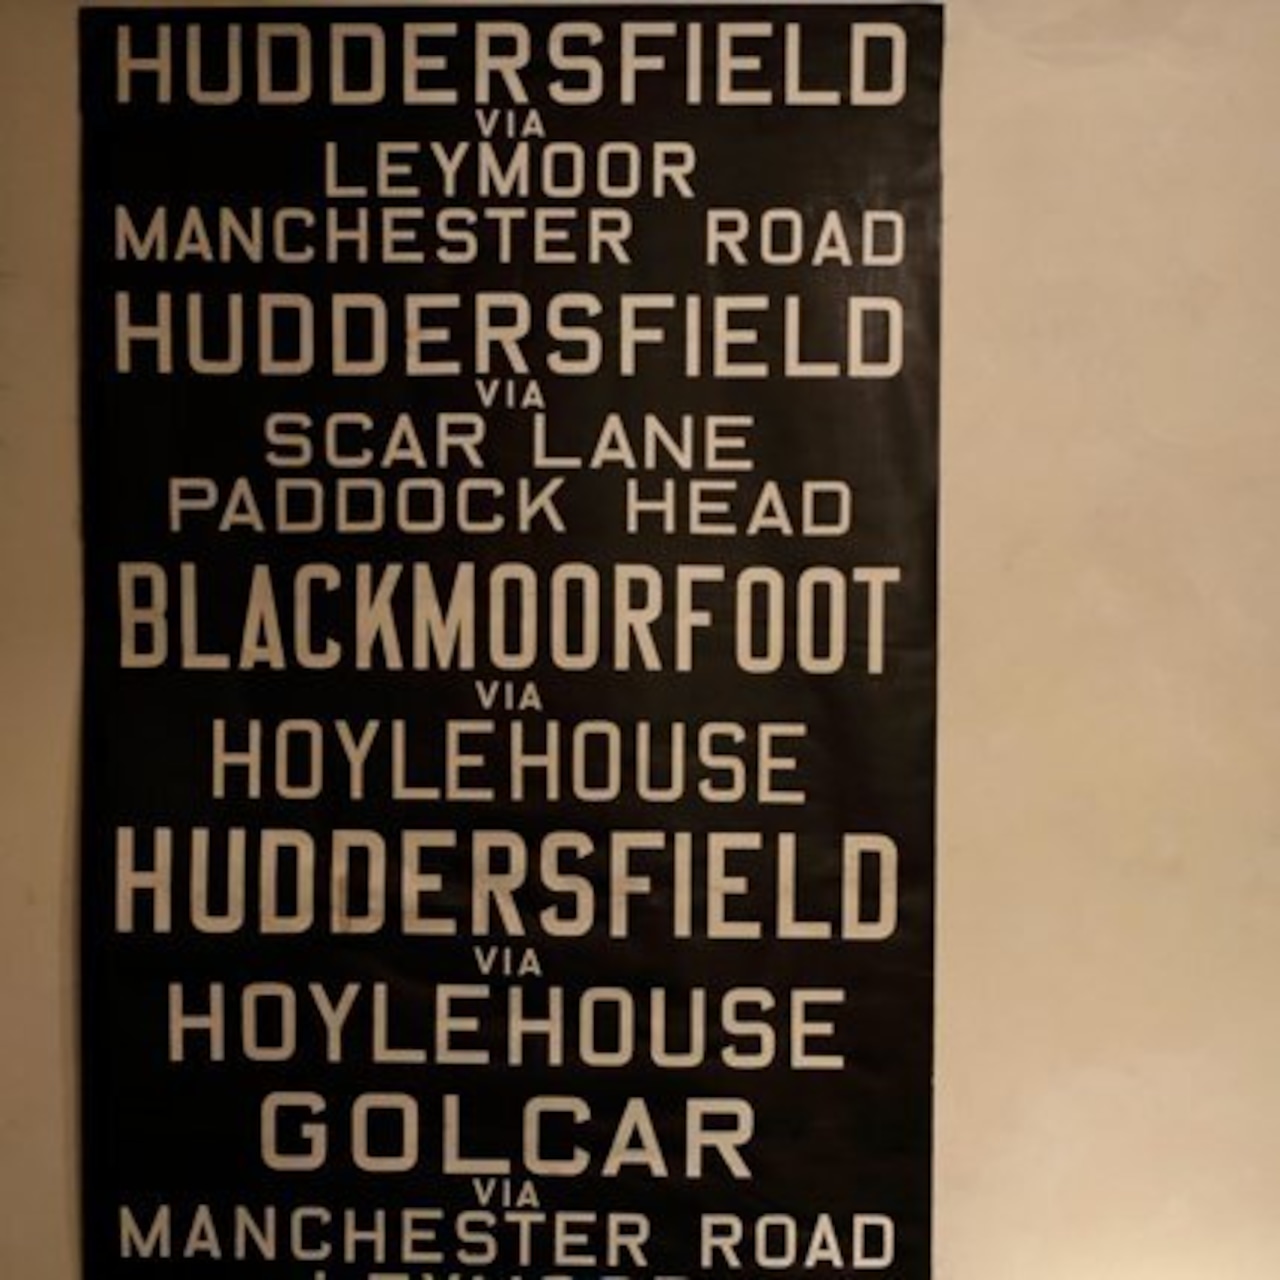 HUDDERSFIELD
VIA
LEYMOOR
MANCHESTER ROAD
HUDDERSFIELD
VIA
SCAR LANE
PADDOCK HEAD
BLACKMOORFOOT
VIA
HOYLEHOUSE
HUDDERSFIELD
VIA
HOYLEHOUSE
GOLCAR
VIA
MANCHESTER ROAD